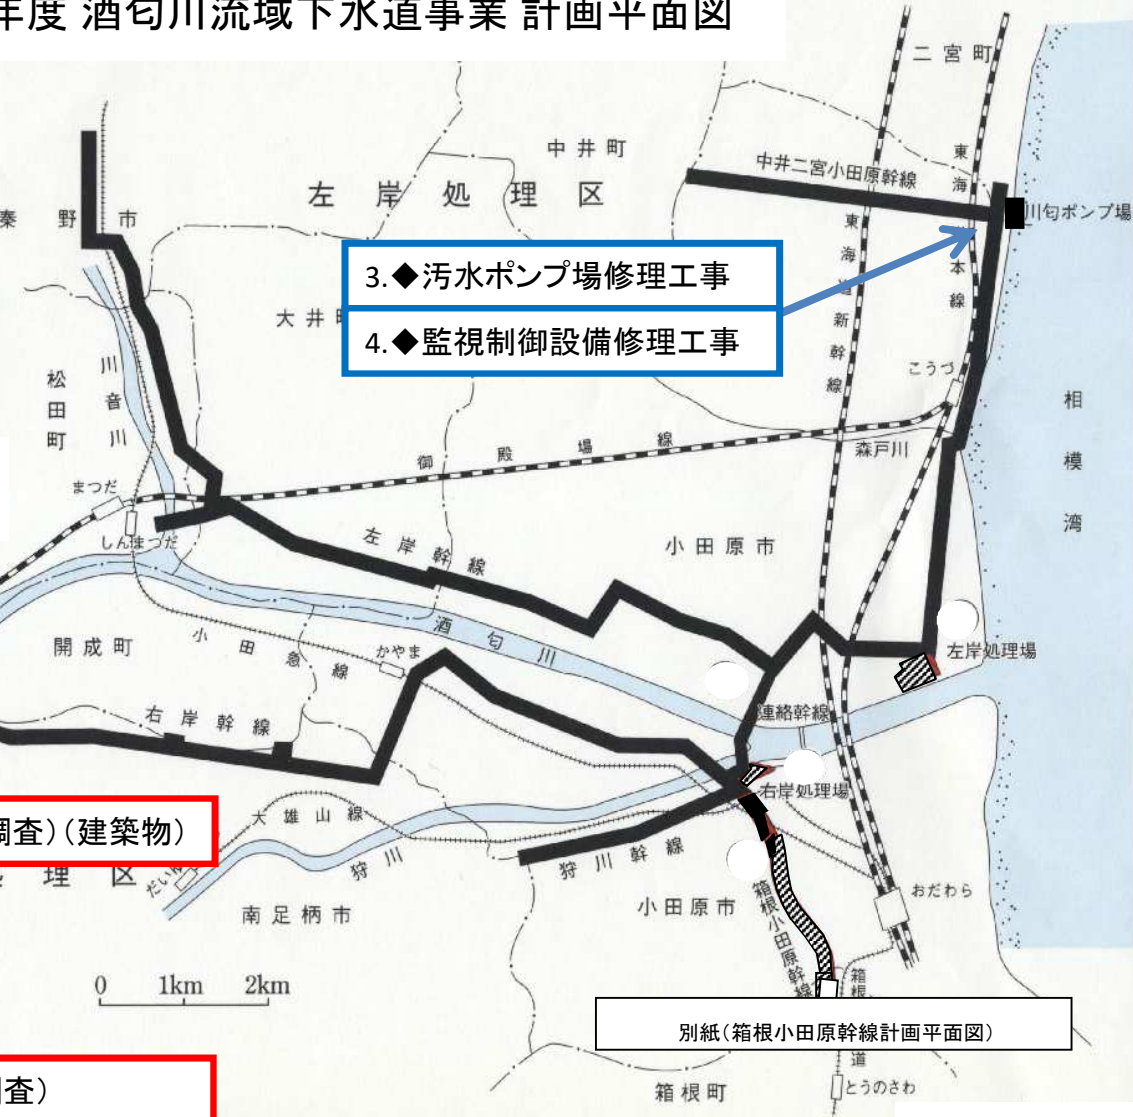 年度 酒匂川流域下水道事業 計画平面図
二宮町
中井町
中井二宮小田原幹線
東海
本線
左岸処理区
秦野市
川匂ポンプ場
3.◆汚水ポンプ場修理工事
4.◆監視制御設備修理工事
東海道新幹線
大井
こうづ
松田町
川音川
相模湾
御殿場線
森戸川
まつだ
しんまつだ
左岸幹線
小田原市
酒匂川
開成町
小田急線
かやま
左岸処理場
右岸幹線
連絡幹線
右岸処理場
調査)(建築物)
大雄山線
理区
狩川
狩川幹線
だい
南足柄市
小田原市
箱根小田原幹線
おだわら
0 1km 2km
箱根
別紙(箱根小田原幹線計画平面図)
道
調査)
箱根町
とうのさわ